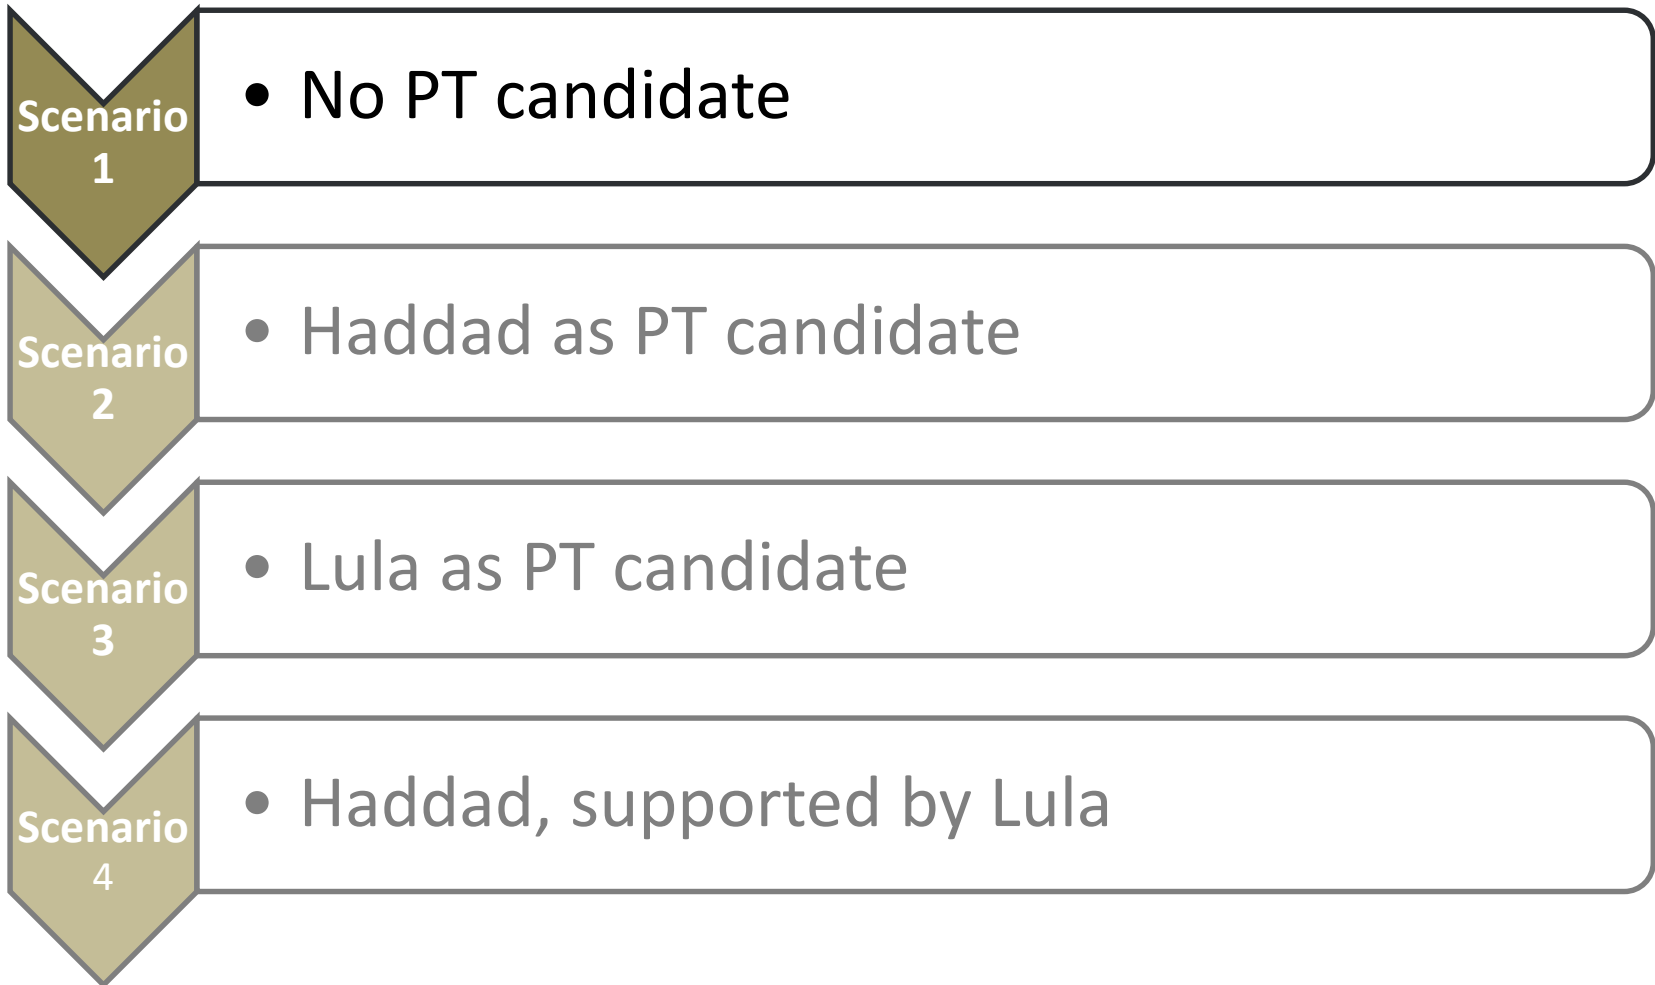 Scenario
1
• No PT candidate
Scenario
2
• Haddad as PT candidate
Scenario
3
• Lula as PT candidate
Scenario
4
• Haddad, supported by Lula